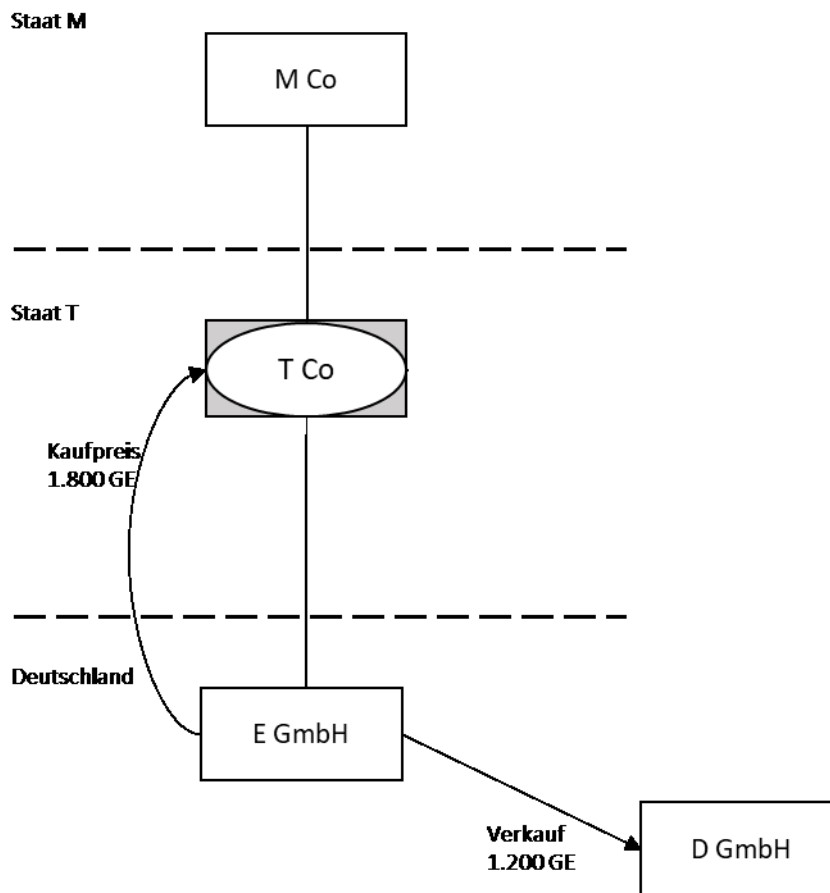 Staat M
M Co
Staat T
T Co
Kaufpreis
1.800 GE
Deutschland
E GmbH
Verkauf
1.200 GE
D GmbH